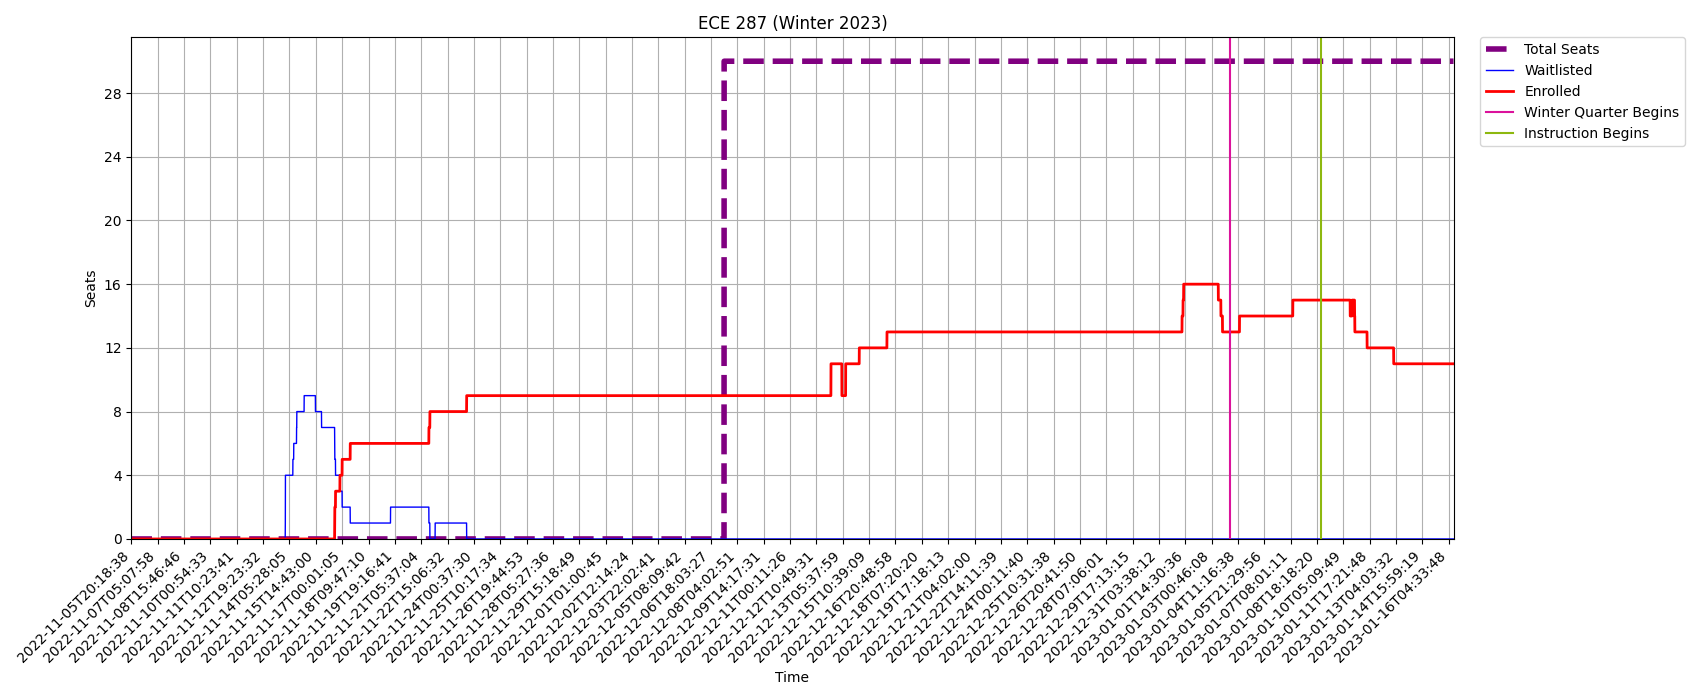 ECE 287 (Winter 2023)
Total Seats
Waitlisted
Enrolled
Winter Quarter Begins
Instruction Begins
Seats
28
24
20
16
12
8
4
0
2022-11-05T20:18:38
2022-11-07T05:07:58
2022-11-08T15:46:46
2022-11-10T00:54:33
2022-11-11T10:23:41
2022-11-12T19:23:32
2022-11-14T05:28:05
2022-11-15T14:43:00
2022-11-17T00:01:05
2022-11-18T09:47:10
2022-11-19T19:16:41
2022-11-21T05:37:04
2022-11-22T15:06:32
2022-11-24T00:37:30
2022-11-25T10:17:34
2022-11-26T19:44:53
2022-11-28T05:27:36
2022-11-29T15:18:49
2022-12-01T01:00:45
2022-12-02T12:14:24
2022-12-03T22:02:41
2022-12-05T08:09:42
2022-12-06T18:03:27
2022-12-08T04:02:51
2022-12-09T14:17:31
2022-12-11T00:11:26
2022-12-12T10:49:31
2022-12-13T05:37:59
2022-12-15T10:39:09
2022-12-16T20:48:58
2022-12-18T07:20:20
2022-12-19T17:18:13
2022-12-21T04:02:00
2022-12-22T14:11:39
2022-12-24T00:11:40
2022-12-25T10:31:38
2022-12-26T20:41:50
2022-12-28T07:06:01
2022-12-29T17:13:15
2022-12-31T03:38:12
2023-01-01T14:30:36
2023-01-03T00:46:08
2023-01-04T11:16:38
2023-01-05T21:29:56
2023-01-07T08:01:11
2023-01-08T18:18:20
2023-01-10T05:09:49
2023-01-11T17:21:48
2023-01-13T04:03:32
2023-01-14T15:59:19
2023-01-16T04:33:48
Time